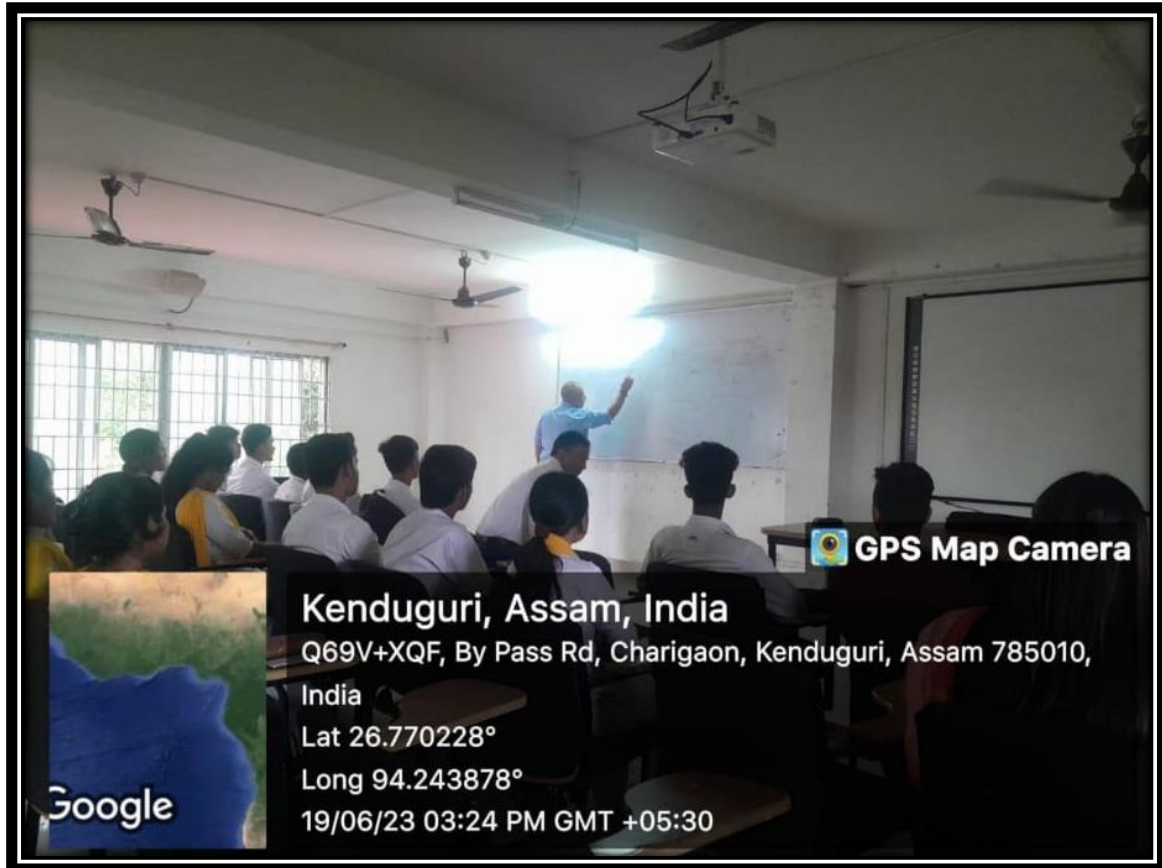 GPS Map Camera
Kenduguri, Assam, India
Q69V+XQF, By Pass Rd, Charigaon, Kenduguri, Assam 785010,
India
Lat 26.770228°
Long 94.243878°
19/06/23 03:24 PM GMT +05:30
Google